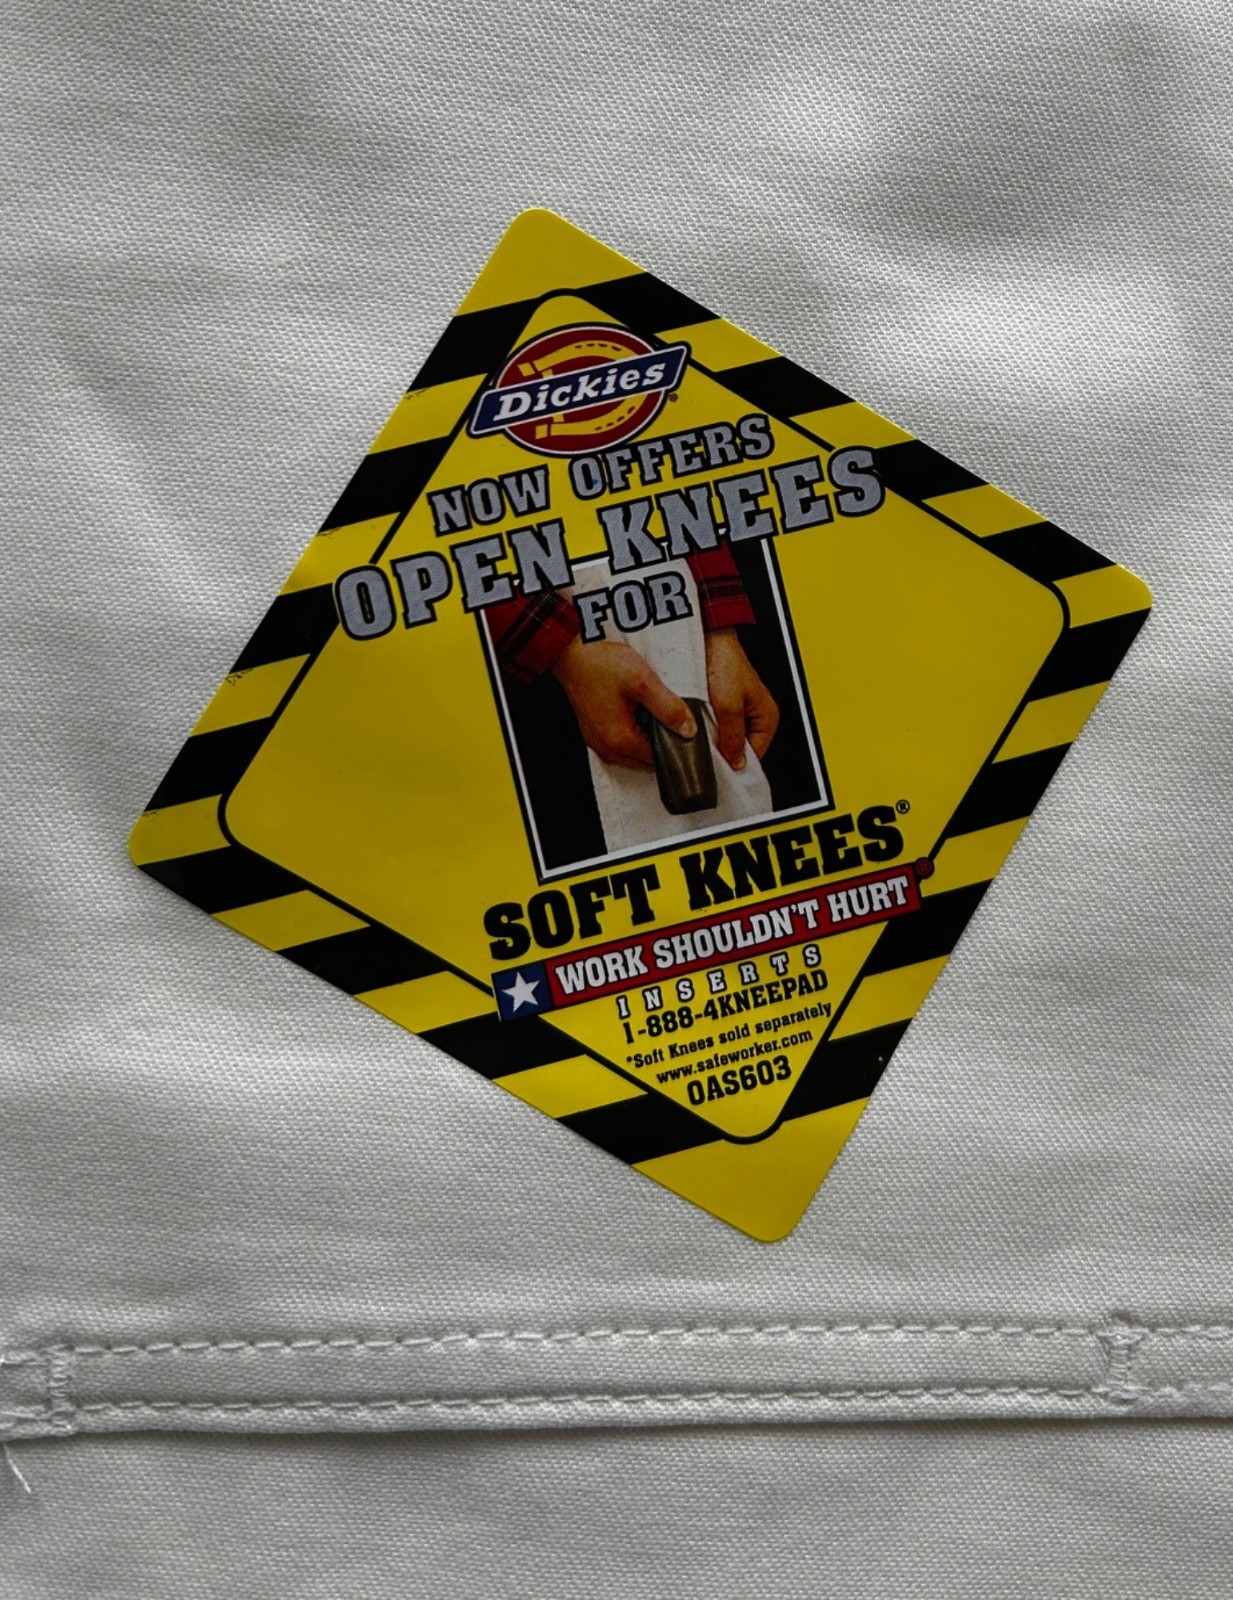 Dickies®
NOW OFFERS
OPEN KNEES
FOR
SOFT KNEES®
WORK SHOULDN'T HURT®
INSERTS
1-888-4KNEEPAD
*Soft Knees sold separately
www.safeworker.com
OAS603